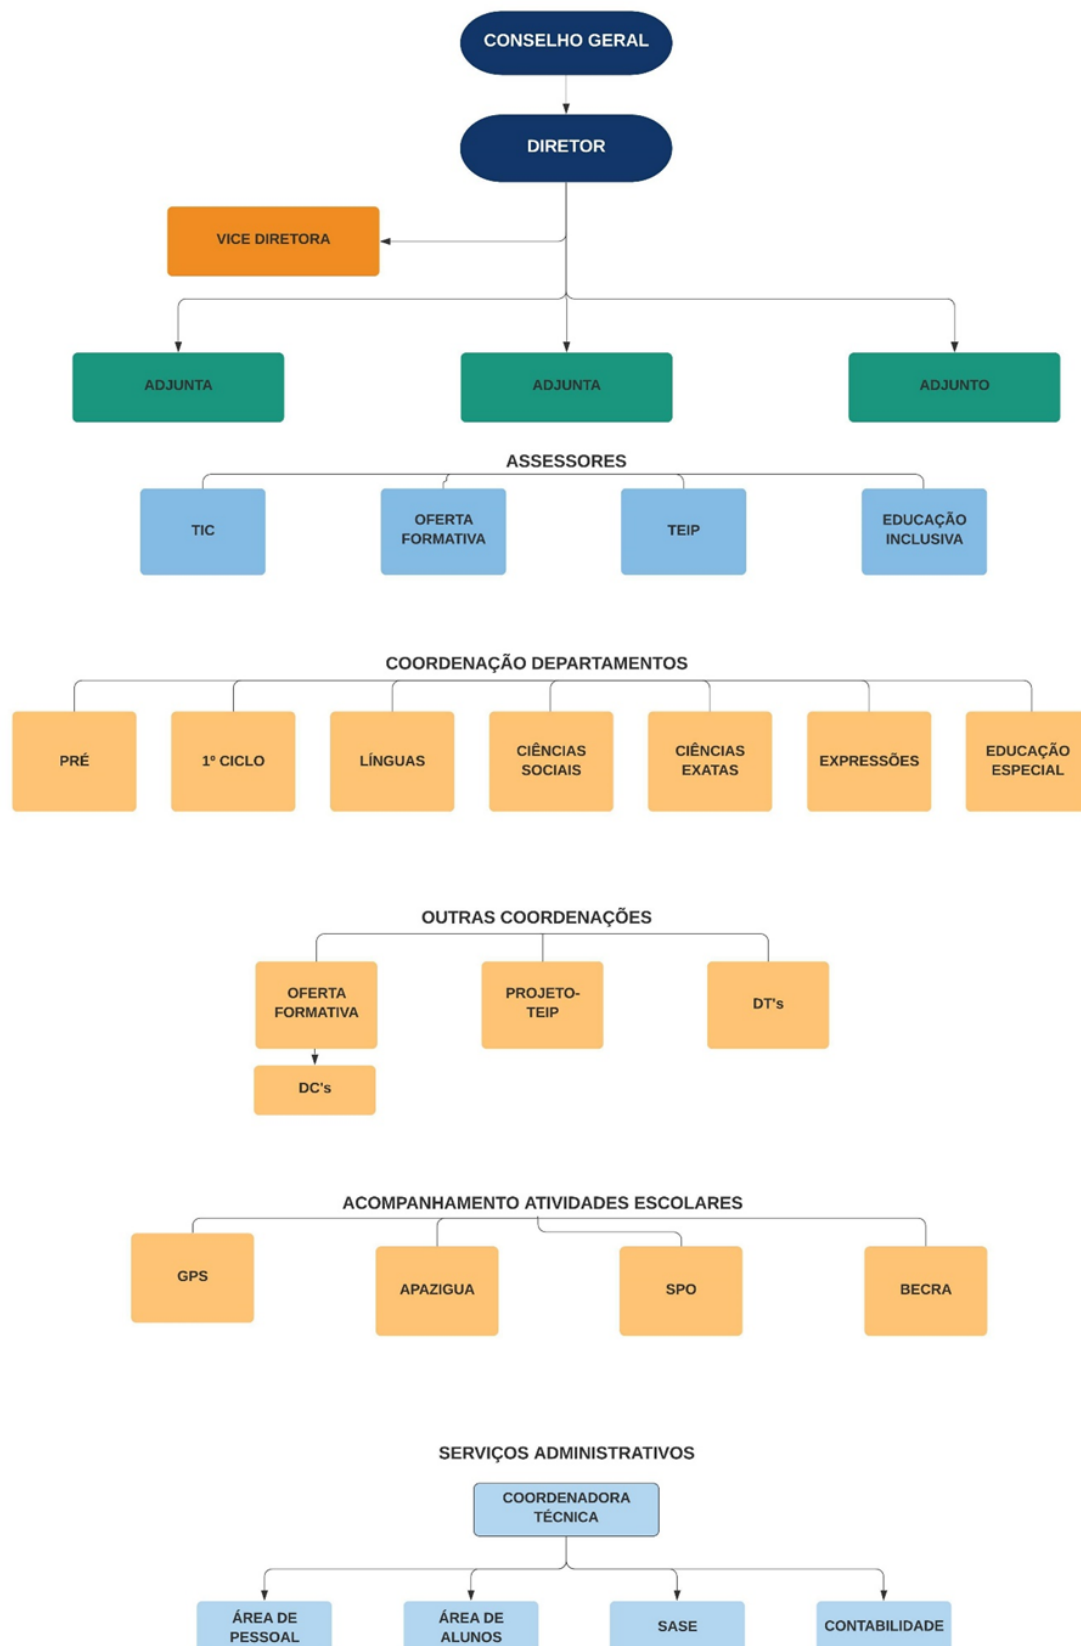 CONSELHO GERAL
DIRETOR
VICE DIRETORA
ADJUNTA
ADJUNTA
ADJUNTO
ASSESSORES
TIC
OFERTA
FORMATIVA
TEIP
EDUCAÇÃO
INCLUSIVA
COORDENAÇÃO DEPARTAMENTOS
PRÉ
1º CICLO
LÍNGUAS
CIÊNCIAS
SOCIAIS
CIÊNCIAS
EXATAS
EXPRESSÕES
EDUCAÇÃO
ESPECIAL
OUTRAS COORDENAÇÕES
OFERTA
FORMATIVA
PROJETO-
TEIP
DT's
DC's
ACOMPANHAMENTO ATIVIDADES ESCOLARES
GPS
APAZIGUA
SPO
BECRA
SERVIÇOS ADMINISTRATIVOS
COORDENADORA
TÉCNICA
ÁREA DE
PESSOAL
ÁREA DE
ALUNOS
SASE
CONTABILIDADE